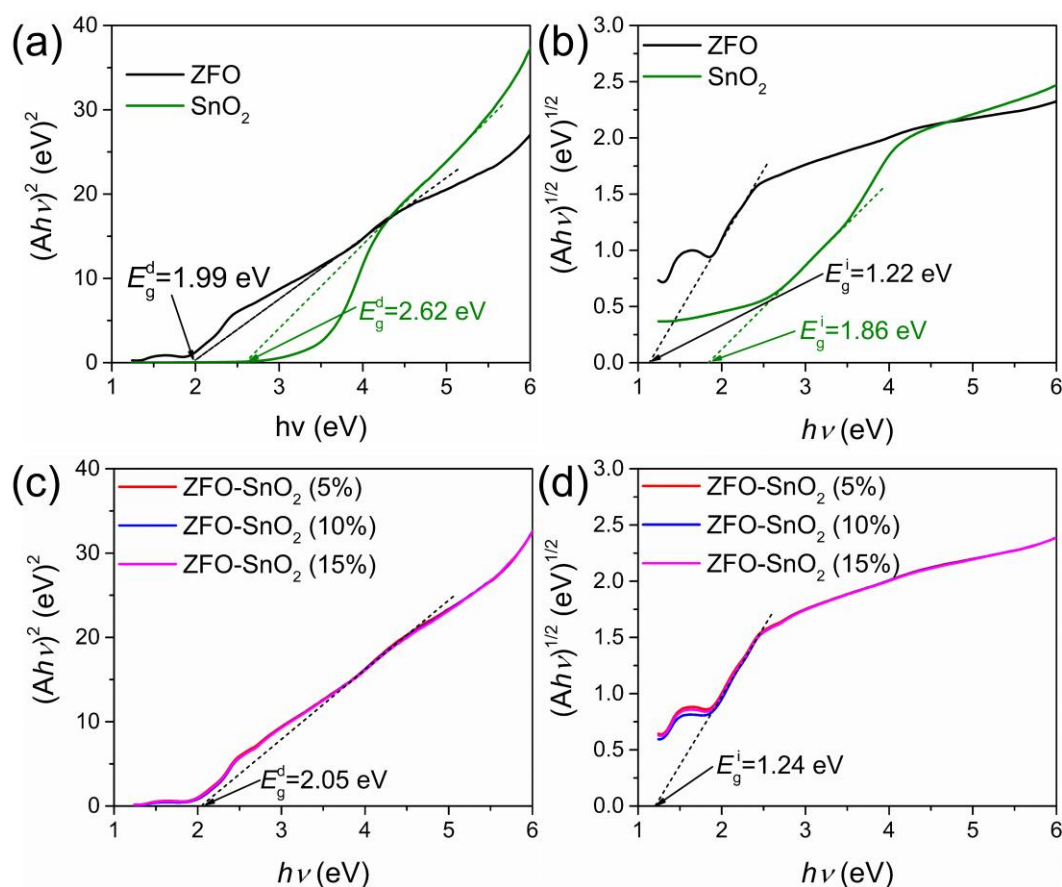 (a)
ZFO
SnO₂
(Ahν)² (eV)²
40
30
20
10
0
E_g^d=1.99 eV
E_g^d=2.62 eV
1 2 3 4 5 6
hv (eV)
(b)
ZFO
SnO₂
(Ahν)^1/2 (eV)^1/2
3.0
2.5
2.0
1.5
1.0
0.5
0.0
E_g^i=1.22 eV
E_g^i=1.86 eV
1 2 3 4 5 6
hν (eV)
(c)
ZFO-SnO₂ (5%)
ZFO-SnO₂ (10%)
ZFO-SnO₂ (15%)
(Ahν)² (eV)²
40
30
20
10
0
E_g^d=2.05 eV
1 2 3 4 5 6
hν (eV)
(d)
ZFO-SnO₂ (5%)
ZFO-SnO₂ (10%)
ZFO-SnO₂ (15%)
(Ahν)^1/2 (eV)^1/2
3.0
2.5
2.0
1.5
1.0
0.5
0.0
E_g^i=1.24 eV
1 2 3 4 5 6
hν (eV)